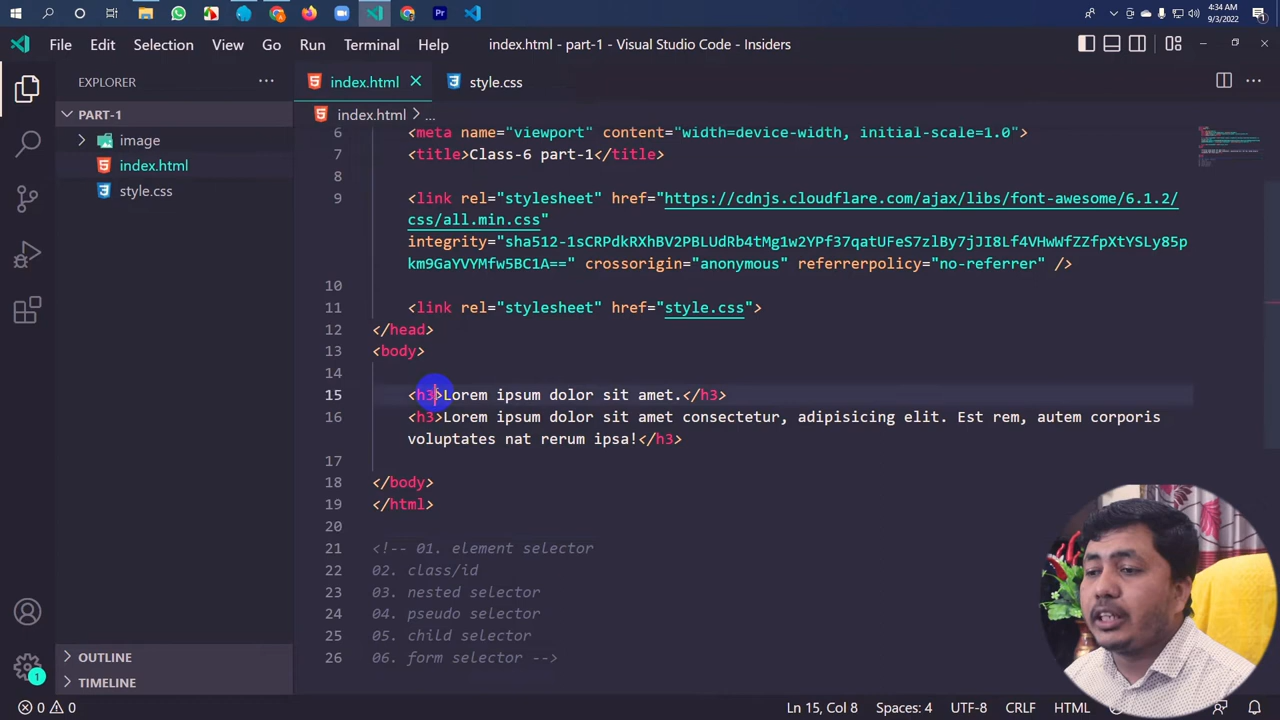 4:34 AM
9/3/2022
File Edit Selection View Go Run Terminal Help
index.html - part-1 - Visual Studio Code - Insiders
EXPLORER
index.html
style.css
PART-1
index.html > ...
image
index.html
style.css
6 <meta name="viewport" content="width=device-width, initial-scale=1.0">
7 <title>Class-6 part-1</title>
8
9 <link rel="stylesheet" href="https://cdnjs.cloudflare.com/ajax/libs/font-awesome/6.1.2/
css/all.min.css"
integrity="sha512-1sCRPdkRXhBV2PBLUdRb4tMg1w2YPf37qatUFeS7zlBy7jJI8Lf4VHwWfZZfpXtYSLy85p
km9GaYVYMfw5BC1A==" crossorigin="anonymous" referrerpolicy="no-referrer" />
10
11 <link rel="stylesheet" href="style.css">
12 </head>
13 <body>
14
15 <h3>Lorem ipsum dolor sit amet.</h3>
16 <h3>Lorem ipsum dolor sit amet consectetur, adipisicing elit. Est rem, autem corporis
voluptates nat rerum ipsa!</h3>
17
18 </body>
19 </html>
20
21 <!-- 01. element selector
22 02. class/id
23 03. nested selector
24 04. pseudo selector
25 05. child selector
26 06. form selector -->
OUTLINE
TIMELINE
1
0 0
Ln 15, Col 8 Spaces: 4 UTF-8 CRLF HTML